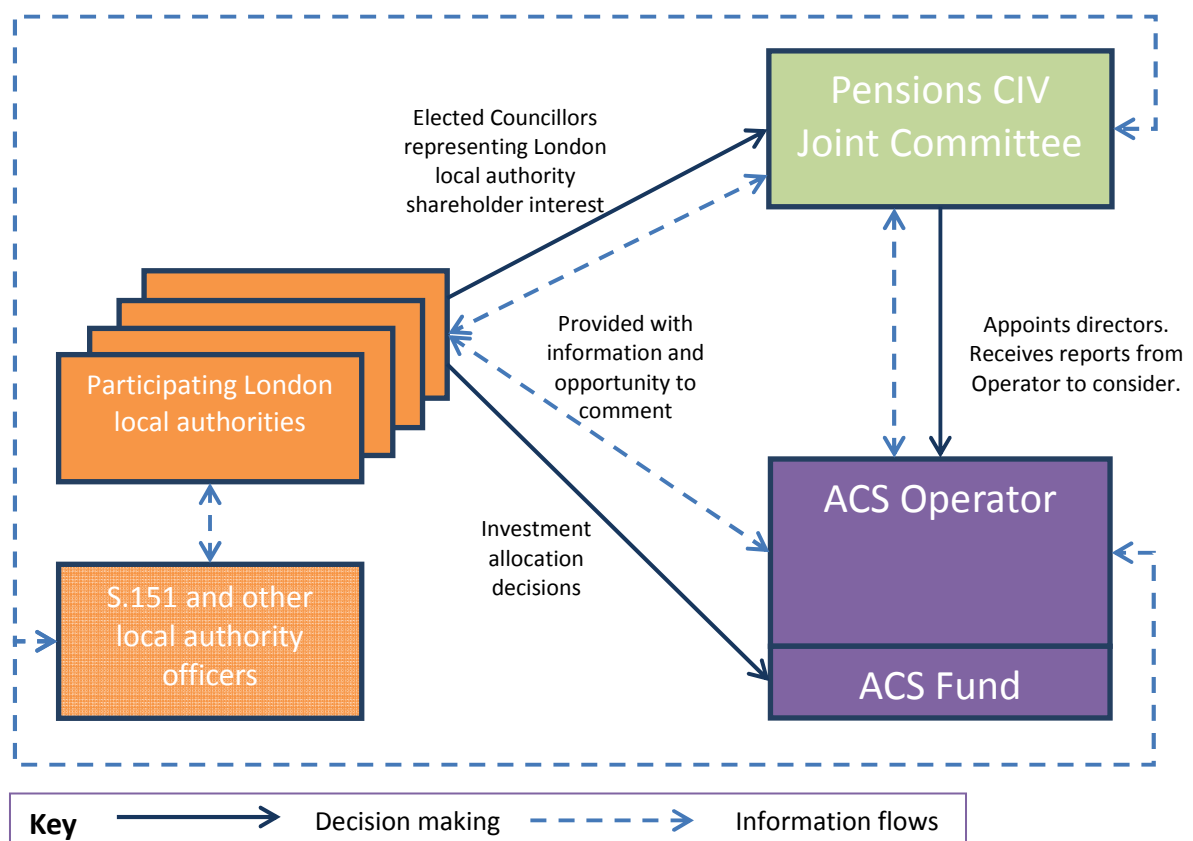 Pensions CIV
Joint Committee
Elected Councillors
representing London
local authority
shareholder interest
Participating London
local authorities
Provided with
information and
opportunity to
comment
Appoints directors.
Receives reports from
Operator to consider.
S.151 and other
local authority
officers
Investment
allocation
decisions
ACS Operator
ACS Fund
Key Decision making Information flows